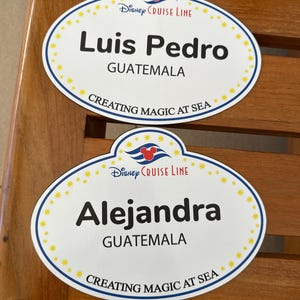 Disney CRUISE LINE
Luis Pedro
GUATEMALA
CREATING MAGIC AT SEA
Disney CRUISE LINE
Alejandra
GUATEMALA
CREATING MAGIC AT SEA